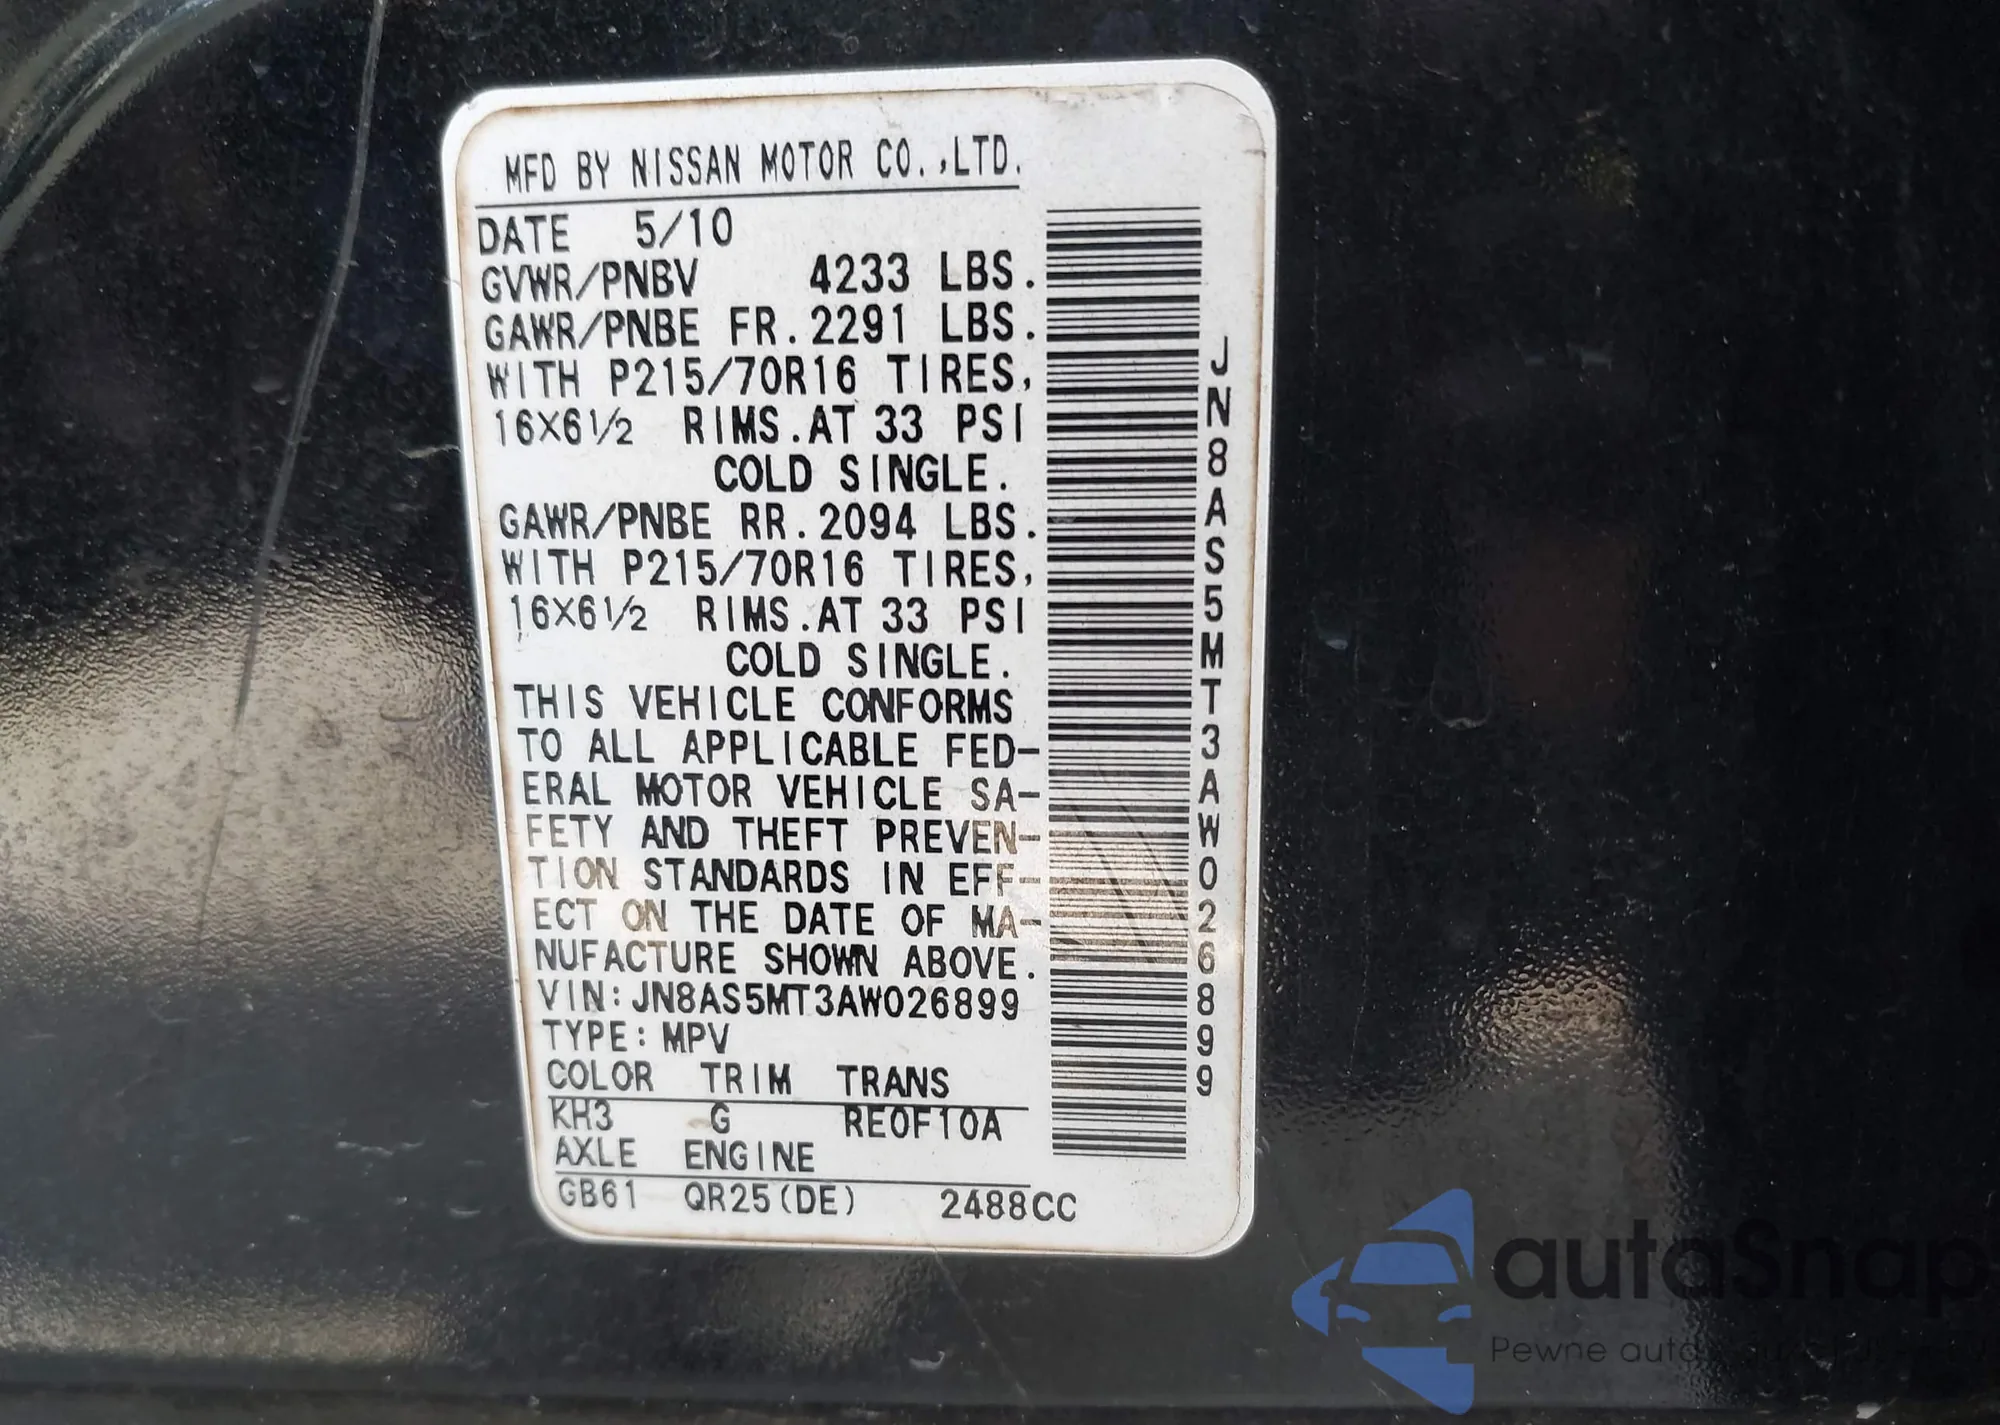 MFD BY NISSAN MOTOR CO.,LTD.
DATE 5/10
GVWR/PNBV 4233 LBS.
GAWR/PNBE FR.2291 LBS.
WITH P215/70R16 TIRES,
16X6½ RIMS.AT 33 PSI
COLD SINGLE.
GAWR/PNBE RR.2094 LBS.
WITH P215/70R16 TIRES,
16X6½ RIMS.AT 33 PSI
COLD SINGLE.
THIS VEHICLE CONFORMS
TO ALL APPLICABLE FED-
ERAL MOTOR VEHICLE SA-
FETY AND THEFT PREVEN-
TION STANDARDS IN EFF-
ECT ON THE DATE OF MA-
NUFACTURE SHOWN ABOVE.
VIN:JN8AS5MT3AW026899
TYPE:MPV
COLOR TRIM TRANS
KH3 G RE0F10A
AXLE ENGINE
GB61 QR25(DE) 2488CC
JN8AS5MT3AW026899
autaSnap
Pewne auta